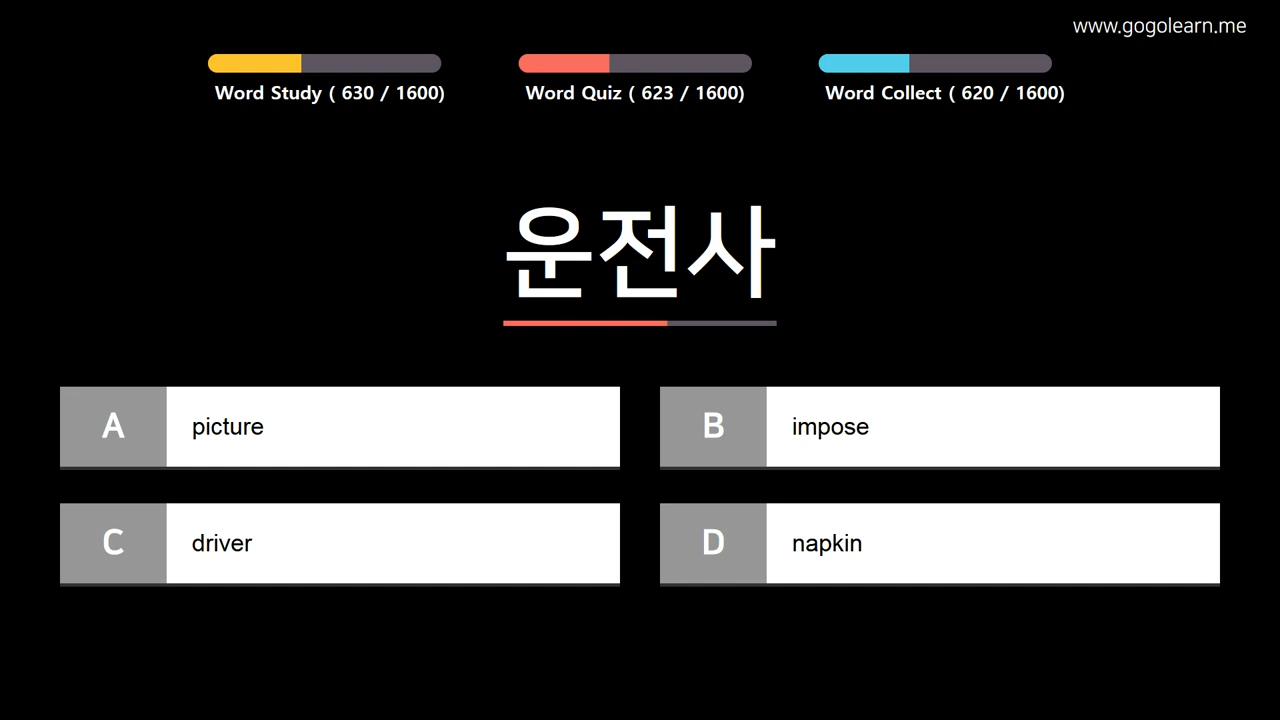 www.gogolearn.me
Word Study ( 630 / 1600)
Word Quiz ( 623 / 1600)
Word Collect ( 620 / 1600)
운전사
A picture
B impose
C driver
D napkin